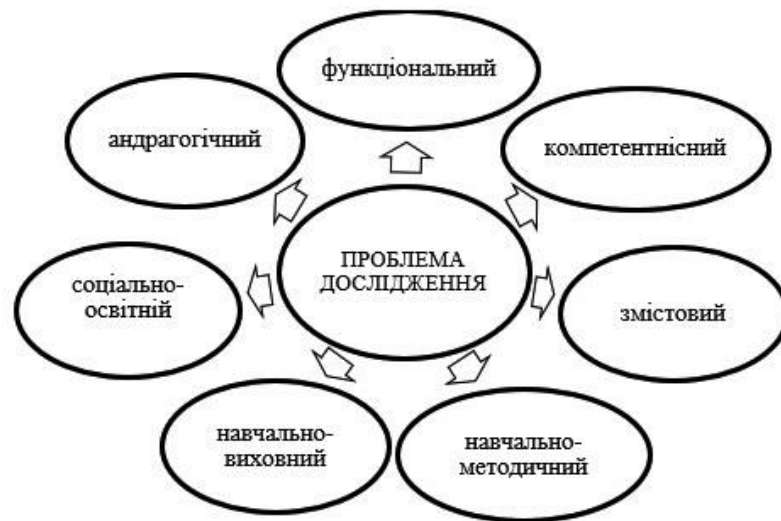 функціональний
андрагогічний
компетентнісний
ПРОБЛЕМА
ДОСЛІДЖЕННЯ
соціально-
освітній
змістовий
навчально-
виховний
навчально-
методичний